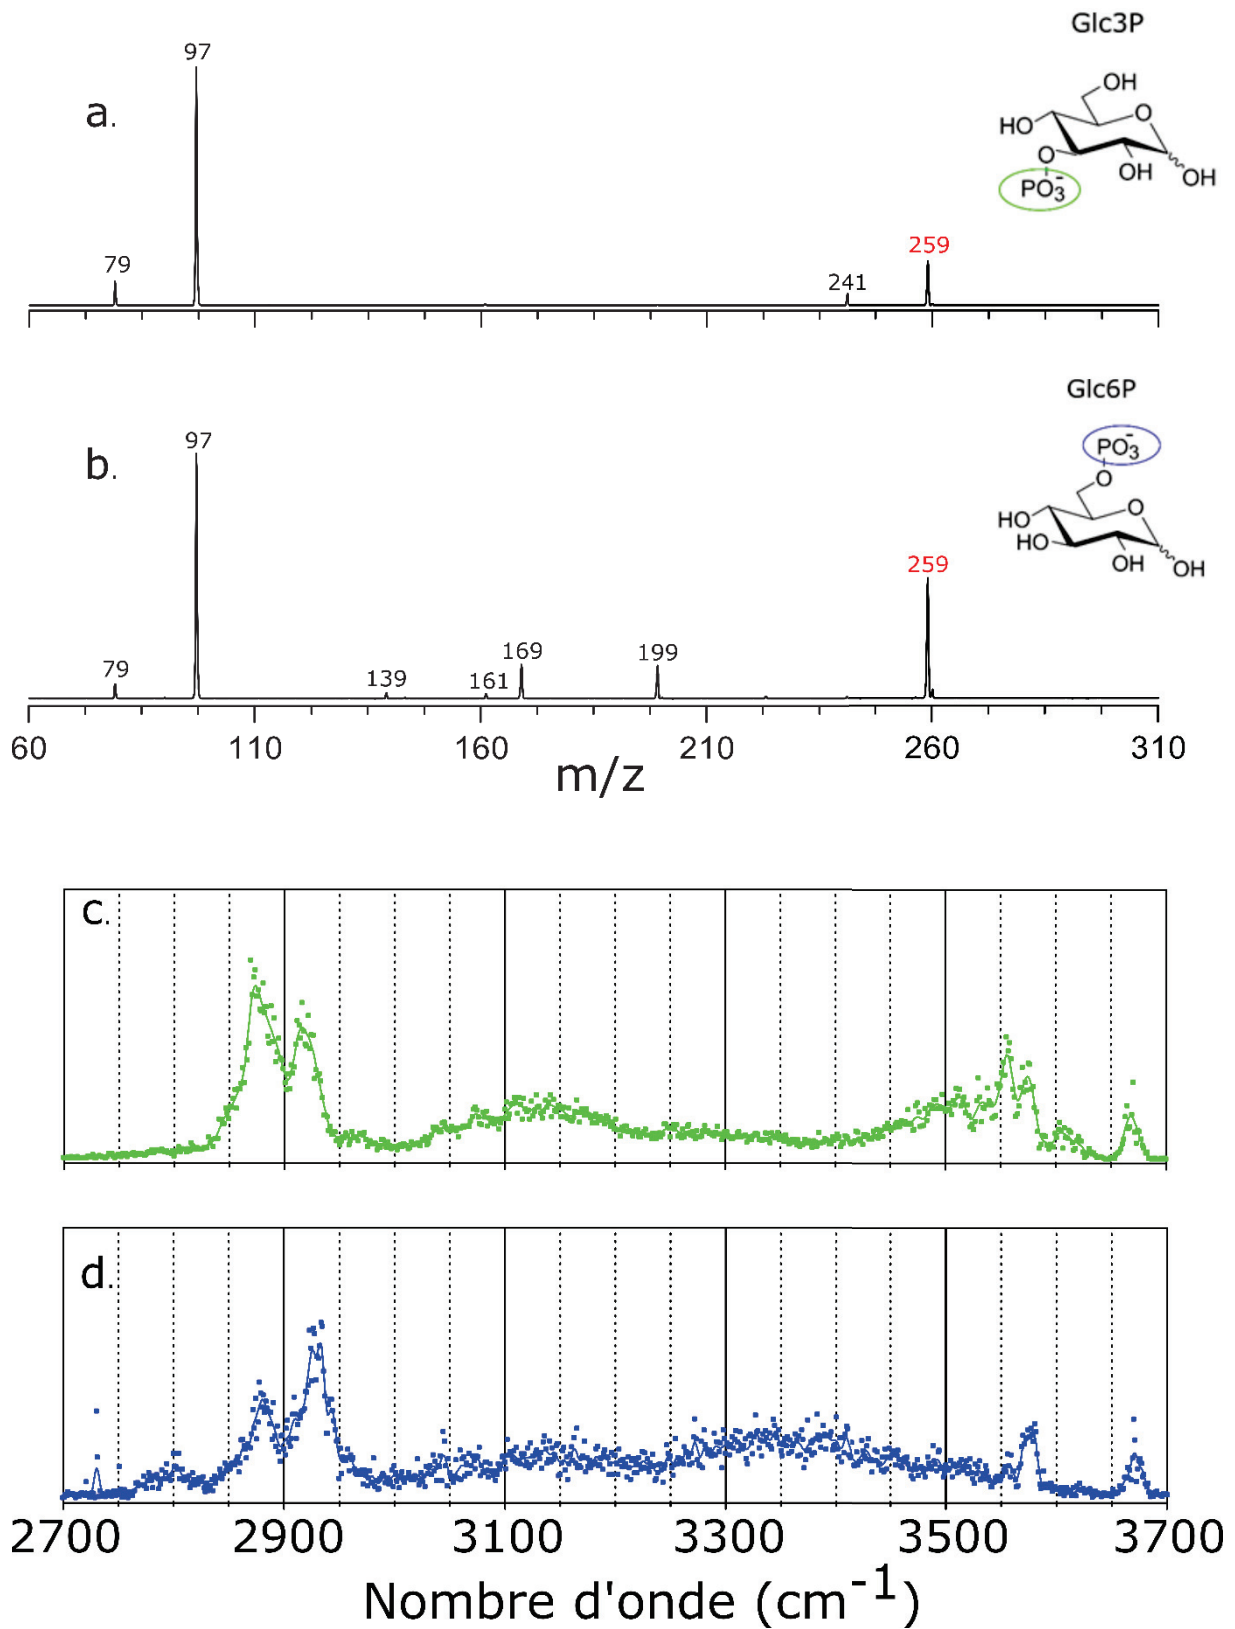 Glc3P
97
a.
OH
HO
O
O
OH
OH
PO3-
79
241
259
Glc6P
PO3-
97
b.
O
O
HO
HO
OH
OH
259
79
139
161
169
199
60 110 160 210 260 310
m/z
c.
d.
2700 2900 3100 3300 3500 3700
Nombre d'onde (cm-1)